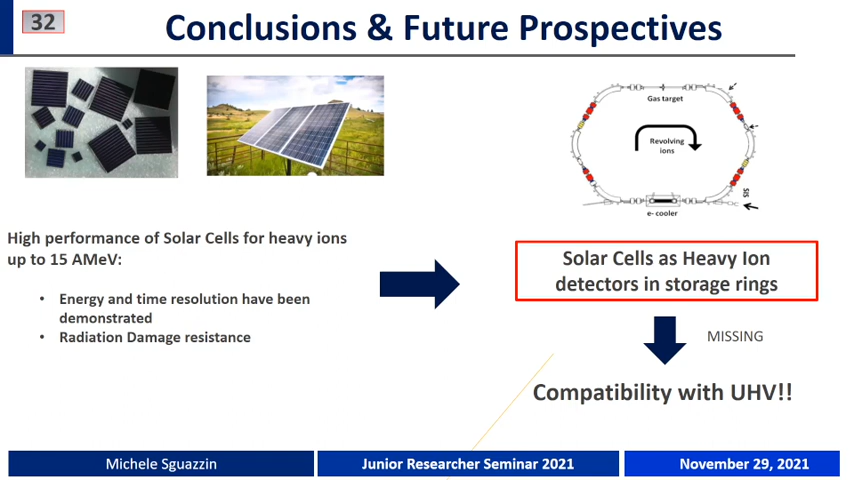 32
Conclusions & Future Prospectives
Gas target
Revolving
ions
SIS
e- cooler
High performance of Solar Cells for heavy ions
up to 15 AMeV:
• Energy and time resolution have been
demonstrated
• Radiation Damage resistance
Solar Cells as Heavy Ion
detectors in storage rings
MISSING
Compatibility with UHV!!
Michele Sguazzin
Junior Researcher Seminar 2021
November 29, 2021